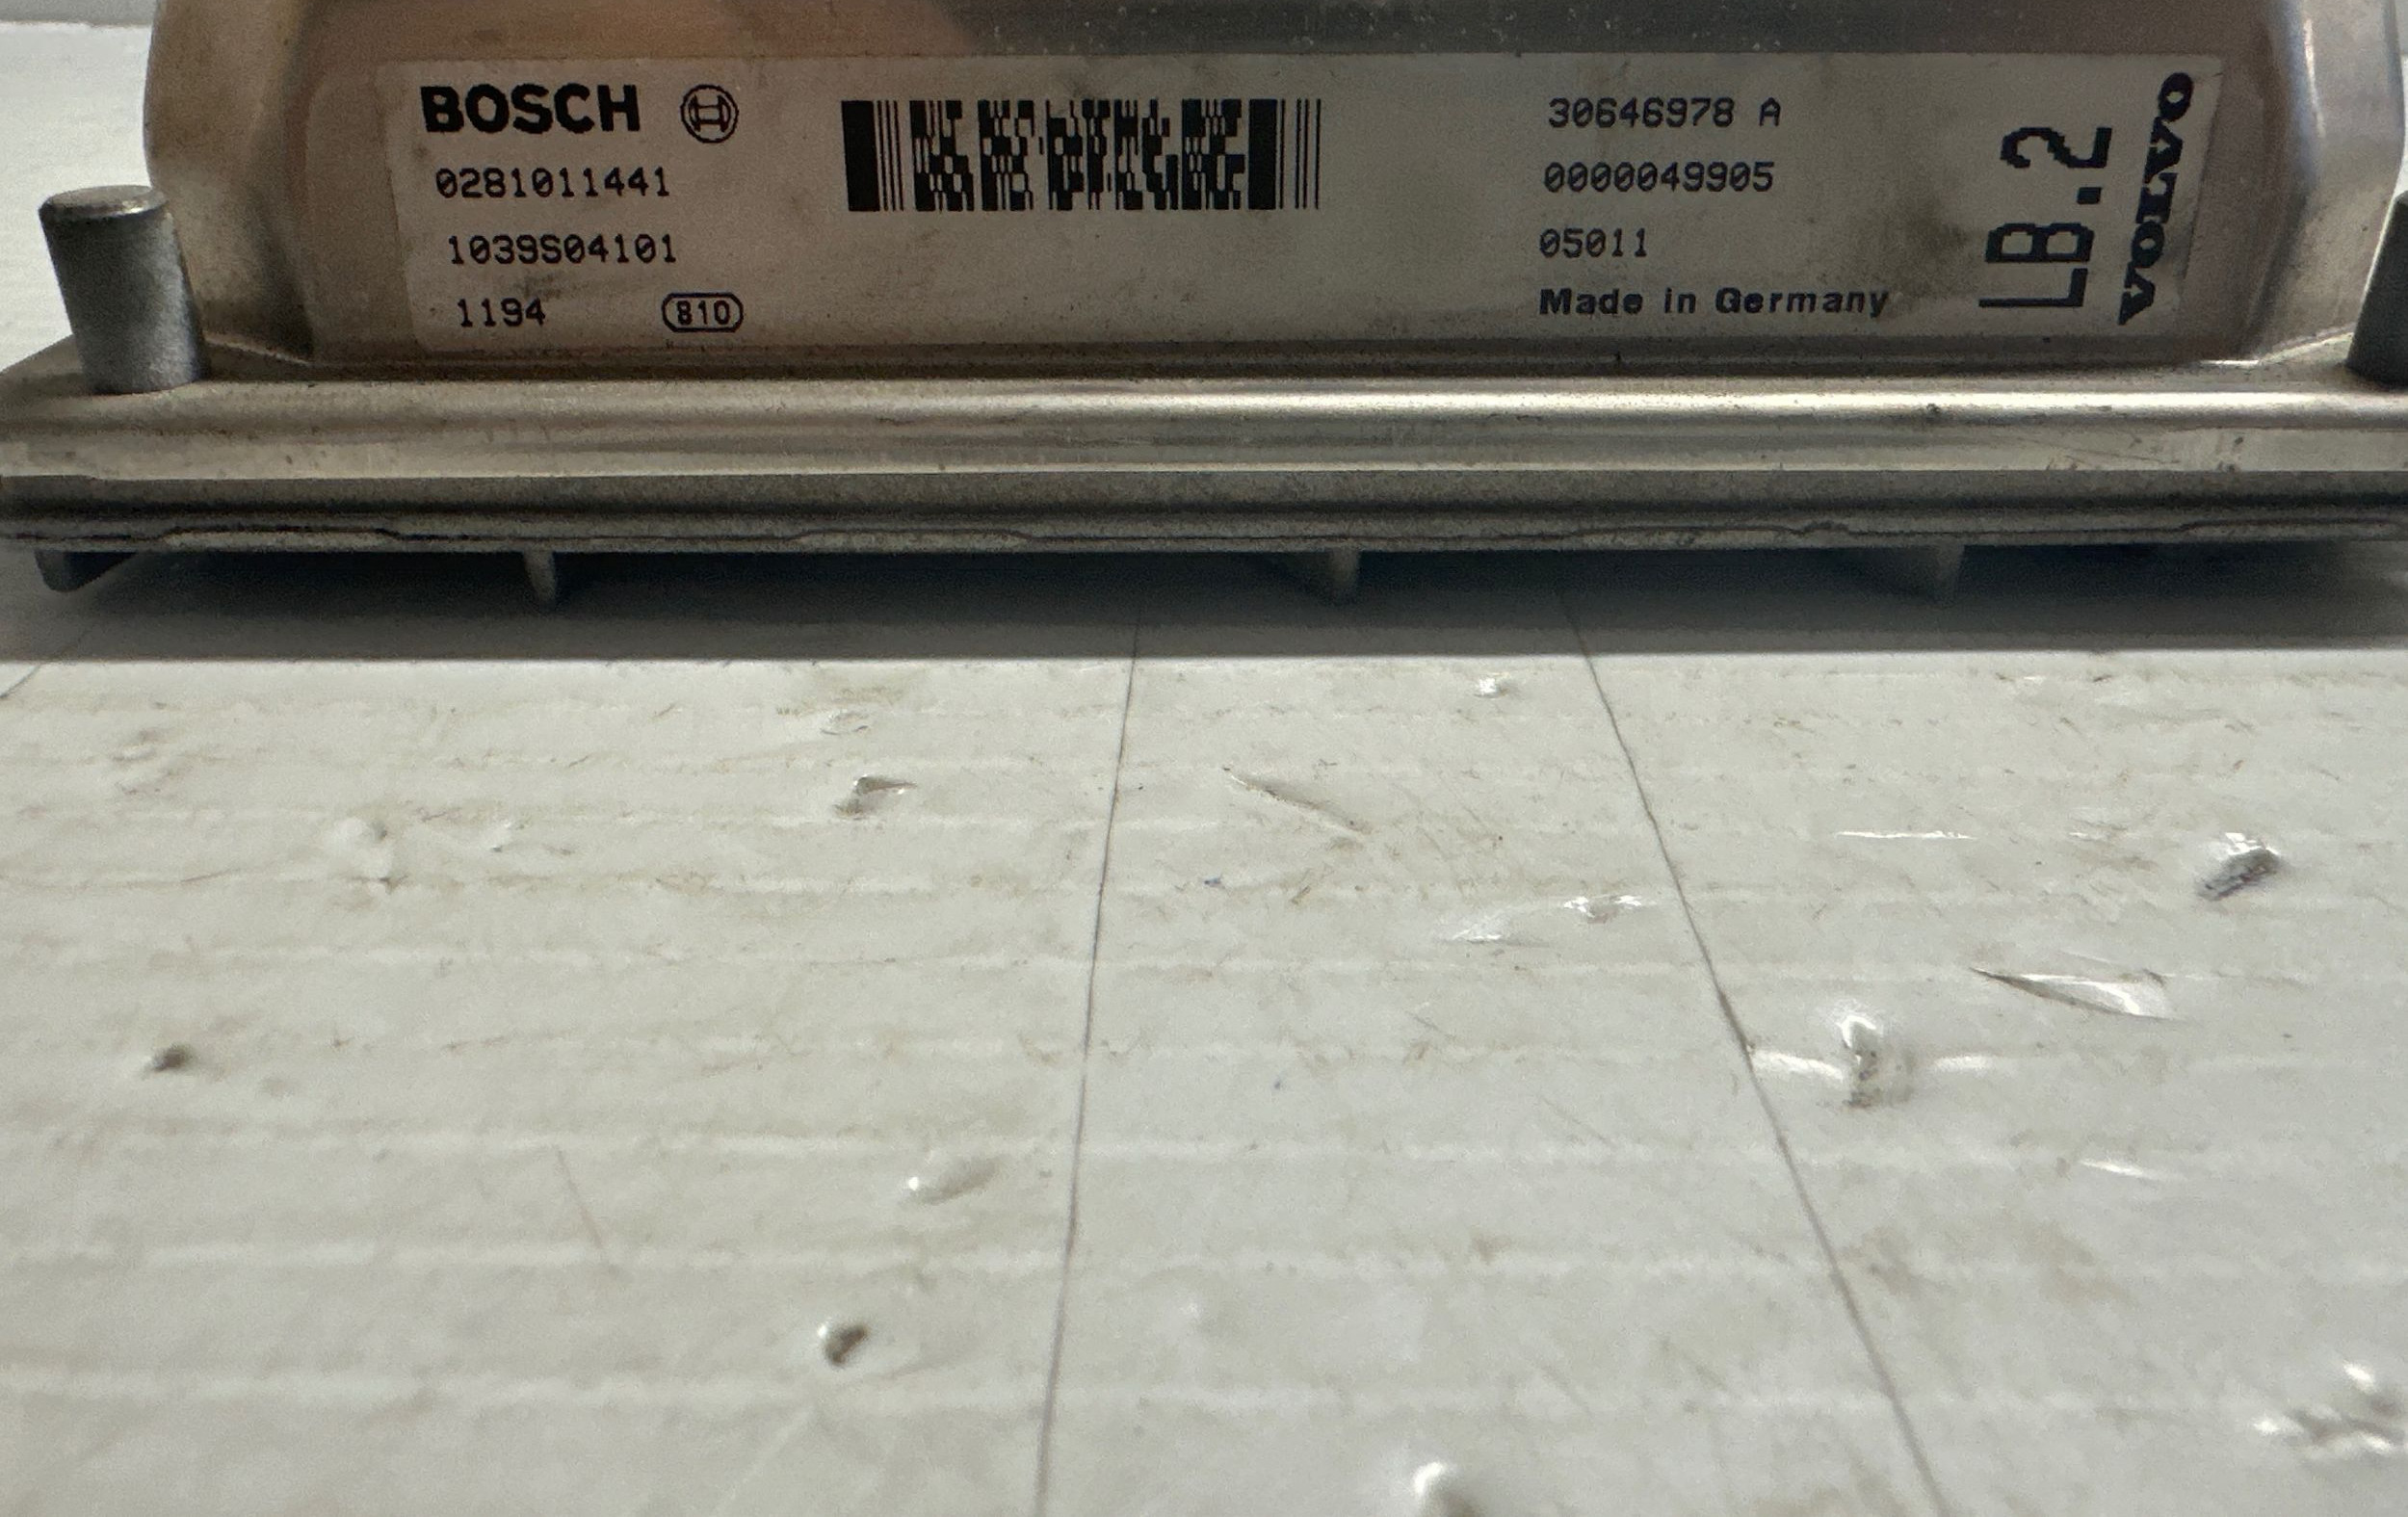 BOSCH
0281011441
1039S04101
1194 810
30646978 A
0000049905
05011
Made in Germany
LB.2
VOLVO